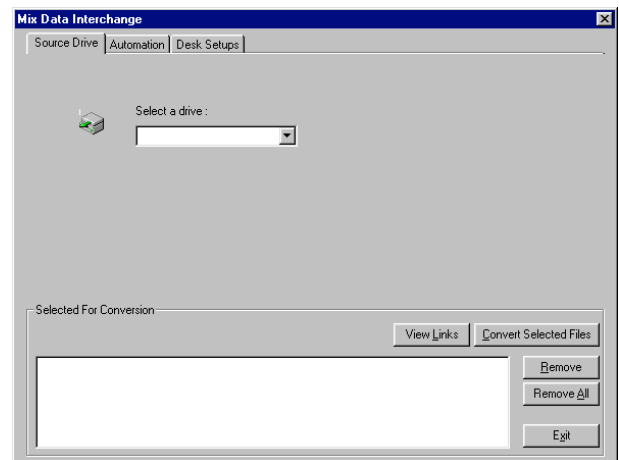 Mix Data Interchange
Source Drive Automation Desk Setups
Select a drive :
Selected For Conversion
View Links Convert Selected Files
Remove
Remove All
Exit